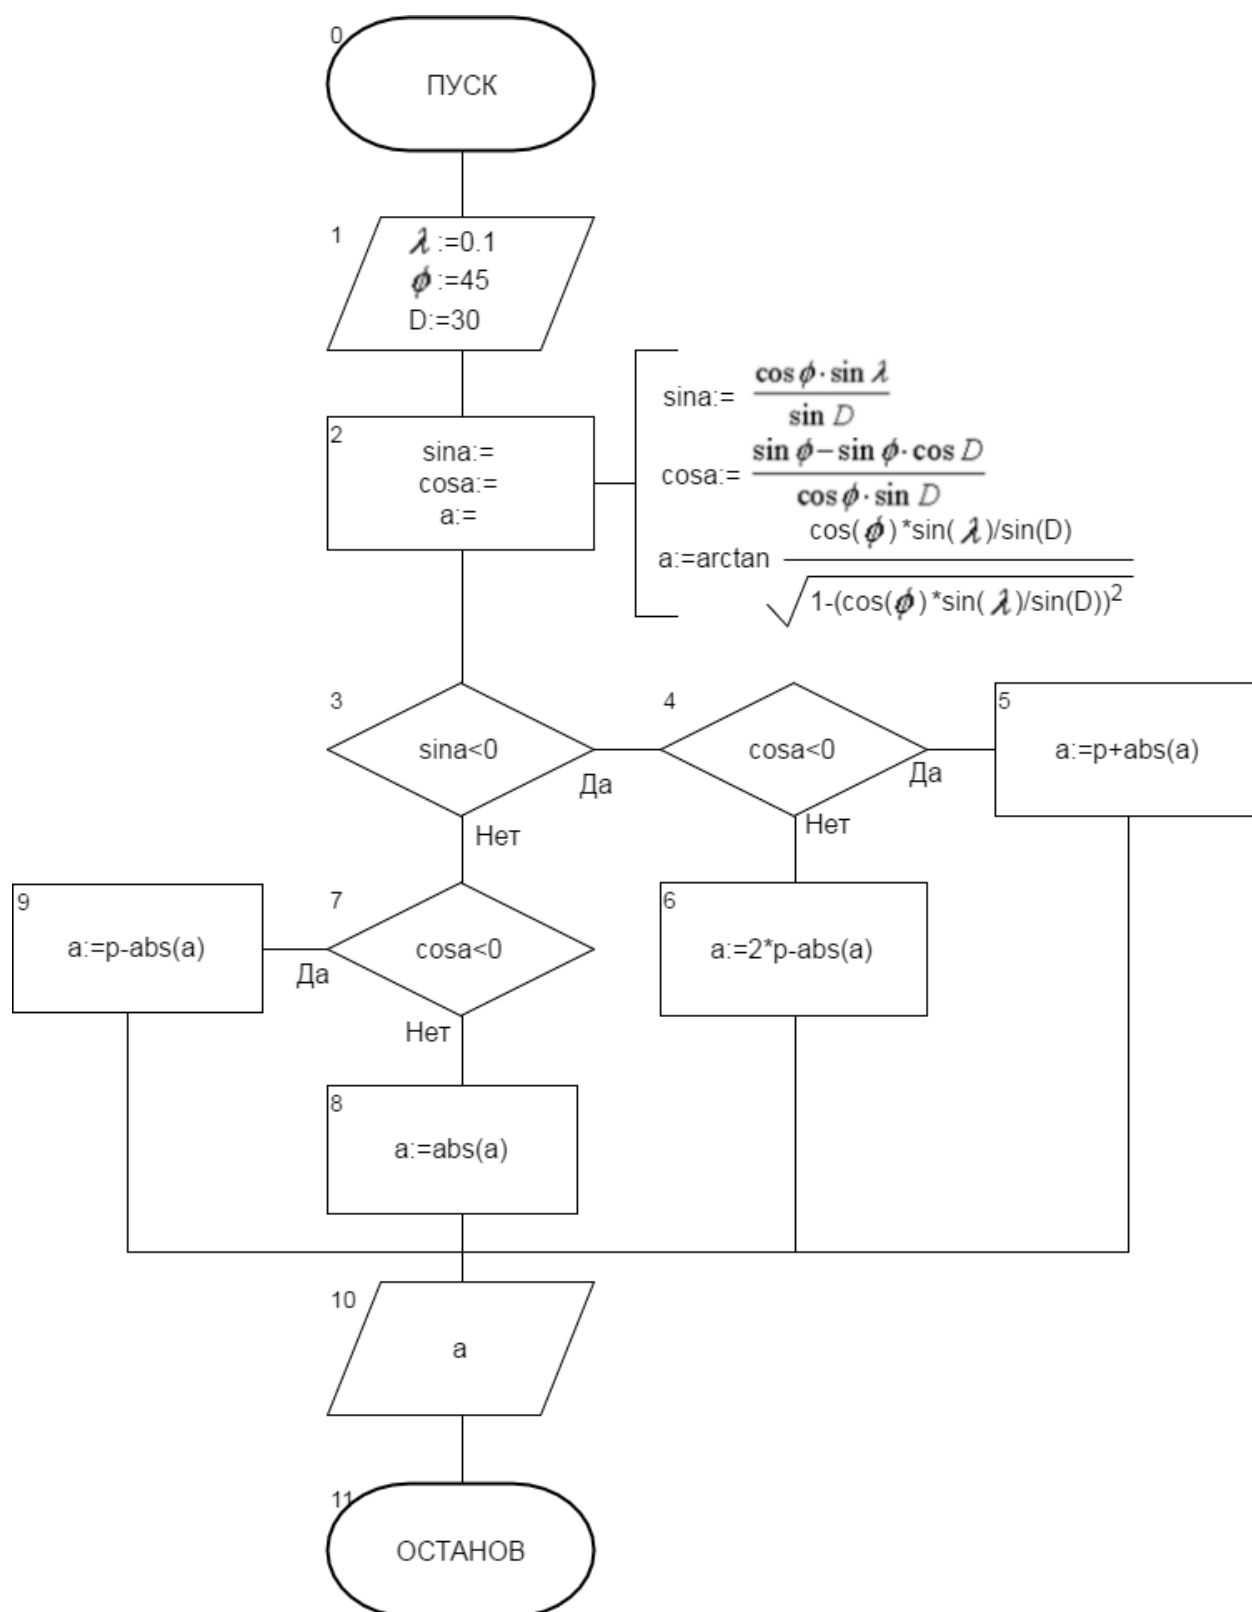 0
ПУСК
1
λ :=0.1
ϕ :=45
D:=30
2
sina:=
cosa:=
a:=
sina:= cos ϕ · sin λ / sin D
cosa:= sin ϕ − sin ϕ · cos D / cos ϕ · sin D
a:=arctan cos(ϕ)*sin(λ)/sin(D) / √1-(cos(ϕ)*sin(λ)/sin(D))²
3
sina<0
Да
Нет
4
cosa<0
Да
Нет
5
a:=p+abs(a)
9
a:=p-abs(a)
7
cosa<0
Да
Нет
6
a:=2*p-abs(a)
8
a:=abs(a)
10
a
11
ОСТАНОВ